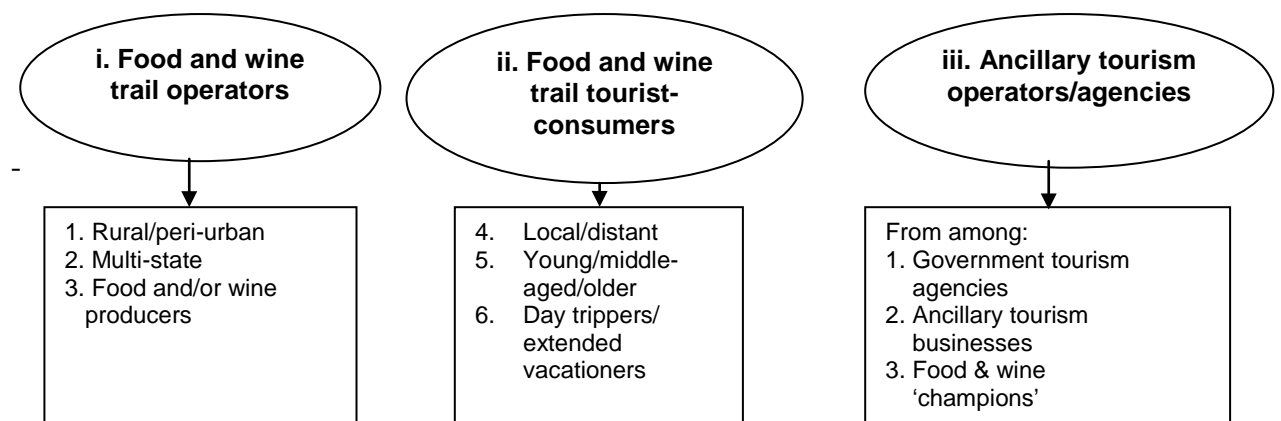 i. Food and wine
trail operators
ii. Food and wine
trail tourist-
consumers
iii. Ancillary tourism
operators/agencies
-
1. Rural/peri-urban
2. Multi-state
3. Food and/or wine
producers
4. Local/distant
5. Young/middle-
aged/older
6. Day trippers/
extended
vacationers
From among:
1. Government tourism
agencies
2. Ancillary tourism
businesses
3. Food & wine
‘champions’